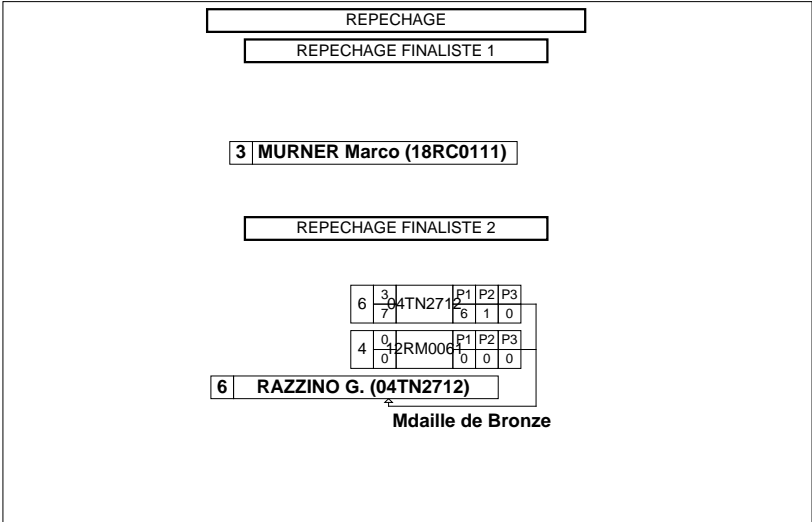 REPECHAGE
REPECHAGE FINALISTE 1
3 MURNER Marco (18RC0111)
REPECHAGE FINALISTE 2
6 3 04TN2712 P1 P2 P3
7 6 1 0
4 0 12RM0061 P1 P2 P3
0 0 0 0
6 RAZZINO G. (04TN2712)
Mdaille de Bronze